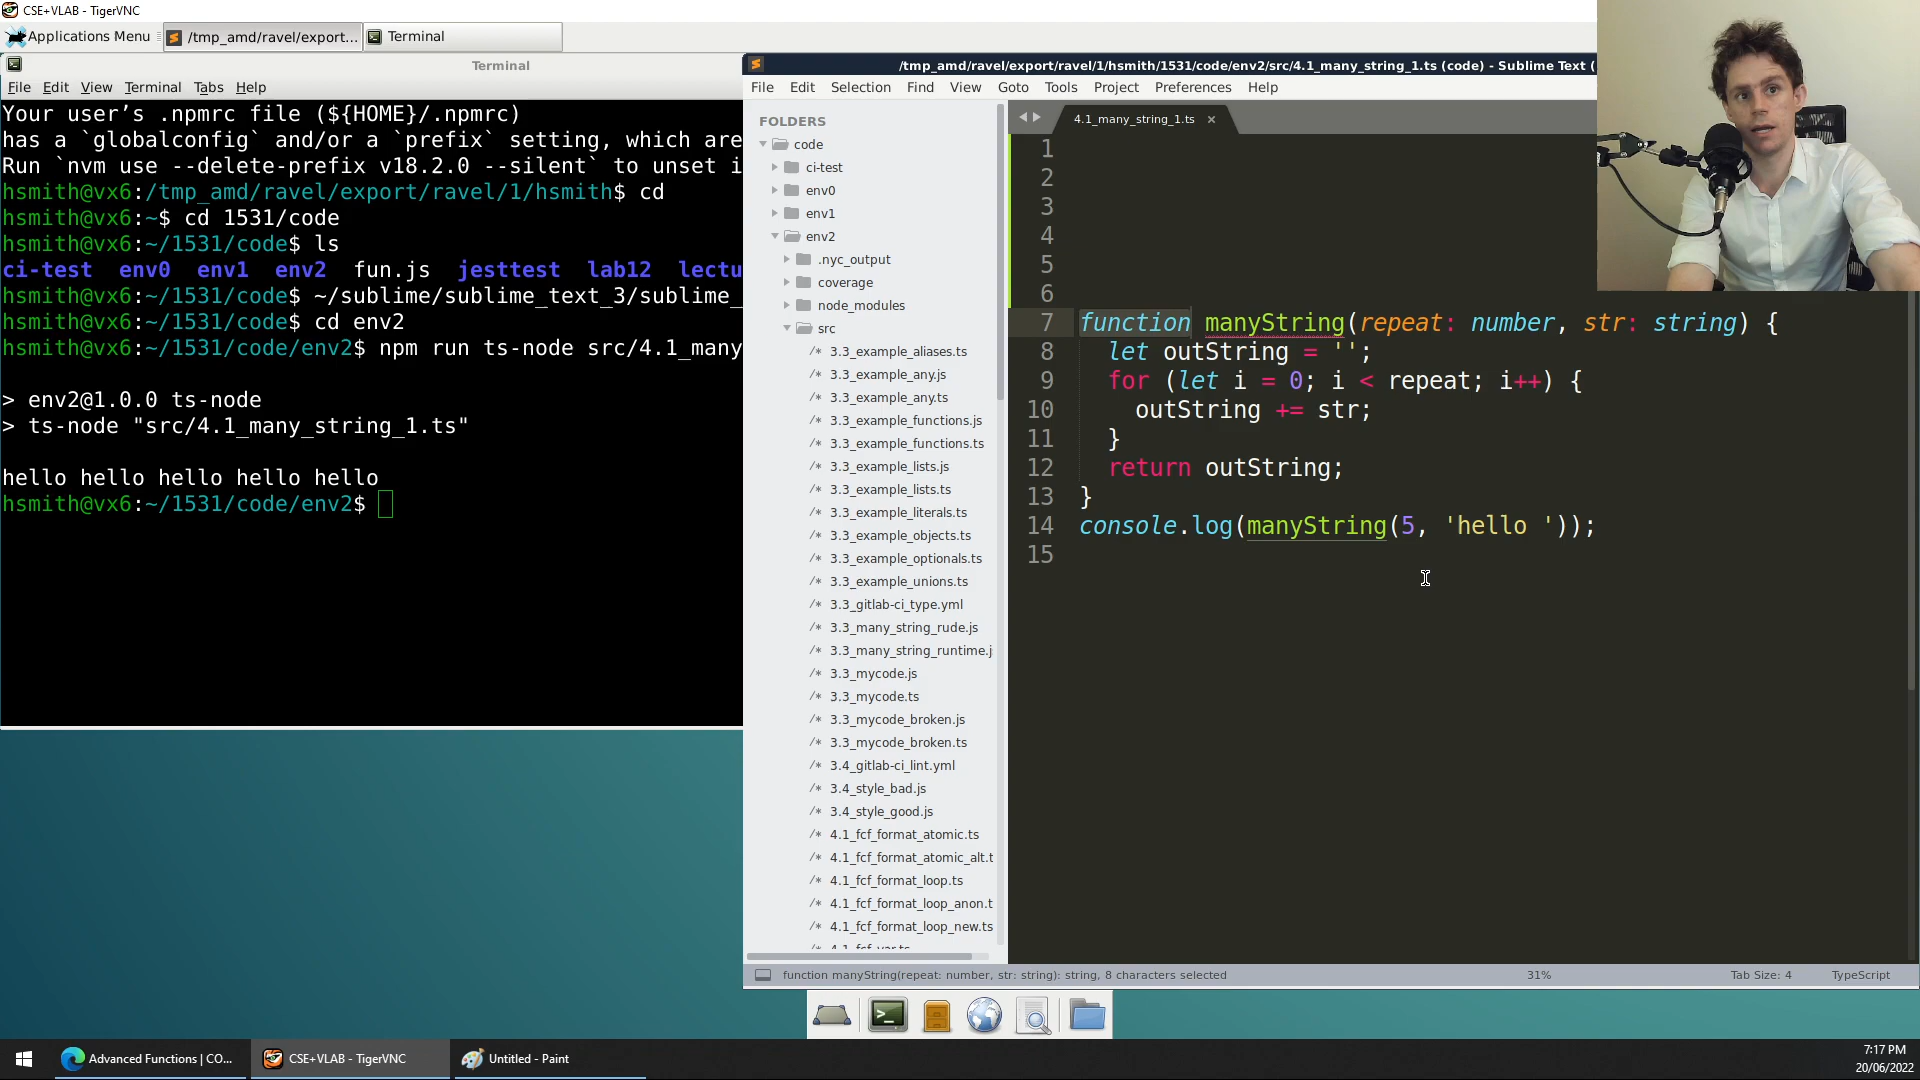 CSE+VLAB - TigerVNC
Applications Menu
/tmp_amd/ravel/export...
Terminal
Terminal
File Edit View Terminal Tabs Help
Your user’s .npmrc file (${HOME}/.npmrc)
has a `globalconfig` and/or a `prefix` setting, which are
Run `nvm use --delete-prefix v18.2.0 --silent` to unset i
hsmith@vx6:/tmp_amd/ravel/export/ravel/1/hsmith$ cd
hsmith@vx6:~$ cd 1531/code
hsmith@vx6:~/1531/code$ ls
ci-test env0 env1 env2 fun.js jesttest lab12 lectu
hsmith@vx6:~/1531/code$ ~/sublime/sublime_text_3/sublime_
hsmith@vx6:~/1531/code$ cd env2
hsmith@vx6:~/1531/code/env2$ npm run ts-node src/4.1_many
> env2@1.0.0 ts-node
> ts-node "src/4.1_many_string_1.ts"
hello hello hello hello hello
hsmith@vx6:~/1531/code/env2$
/tmp_amd/ravel/export/ravel/1/hsmith/1531/code/env2/src/4.1_many_string_1.ts (code) - Sublime Text (
File Edit Selection Find View Goto Tools Project Preferences Help
FOLDERS
code
ci-test
env0
env1
env2
.nyc_output
coverage
node_modules
src
/* 3.3_example_aliases.ts
/* 3.3_example_any.js
/* 3.3_example_any.ts
/* 3.3_example_functions.js
/* 3.3_example_functions.ts
/* 3.3_example_lists.js
/* 3.3_example_lists.ts
/* 3.3_example_literals.ts
/* 3.3_example_objects.ts
/* 3.3_example_optionals.ts
/* 3.3_example_unions.ts
/* 3.3_gitlab-ci_type.yml
/* 3.3_many_string_rude.js
/* 3.3_many_string_runtime.j
/* 3.3_mycode.js
/* 3.3_mycode.ts
/* 3.3_mycode_broken.js
/* 3.3_mycode_broken.ts
/* 3.4_gitlab-ci_lint.yml
/* 3.4_style_bad.js
/* 3.4_style_good.js
/* 4.1_fcf_format_atomic.ts
/* 4.1_fcf_format_atomic_alt.t
/* 4.1_fcf_format_loop.ts
/* 4.1_fcf_format_loop_anon.t
/* 4.1_fcf_format_loop_new.ts
4.1_many_string_1.ts ×
1
2
3
4
5
6
7 function manyString(repeat: number, str: string) {
8 let outString = '';
9 for (let i = 0; i < repeat; i++) {
10 outString += str;
11 }
12 return outString;
13 }
14 console.log(manyString(5, 'hello '));
15
function manyString(repeat: number, str: string): string, 8 characters selected
31%
Tab Size: 4
TypeScript
Advanced Functions | CO...
CSE+VLAB - TigerVNC
Untitled - Paint
7:17 PM
20/06/2022